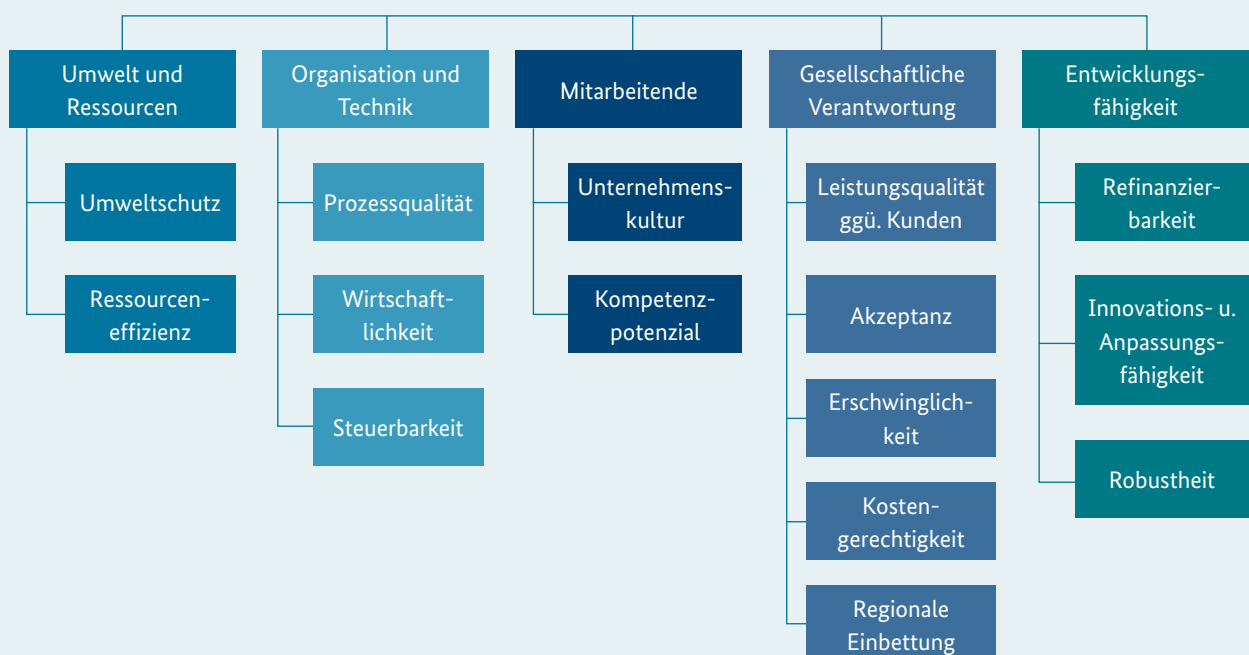 Umwelt und
Ressourcen
Umweltschutz
Ressourcen-
effizienz
Organisation und
Technik
Prozessqualität
Wirtschaft-
lichkeit
Steuerbarkeit
Mitarbeitende
Unternehmens-
kultur
Kompetenz-
potenzial
Gesellschaftliche
Verantwortung
Leistungsqualität
ggü. Kunden
Akzeptanz
Erschwinglich-
keit
Kosten-
gerechtigkeit
Regionale
Einbettung
Entwicklungs-
fähigkeit
Refinanzier-
barkeit
Innovations- u.
Anpassungs-
fähigkeit
Robustheit